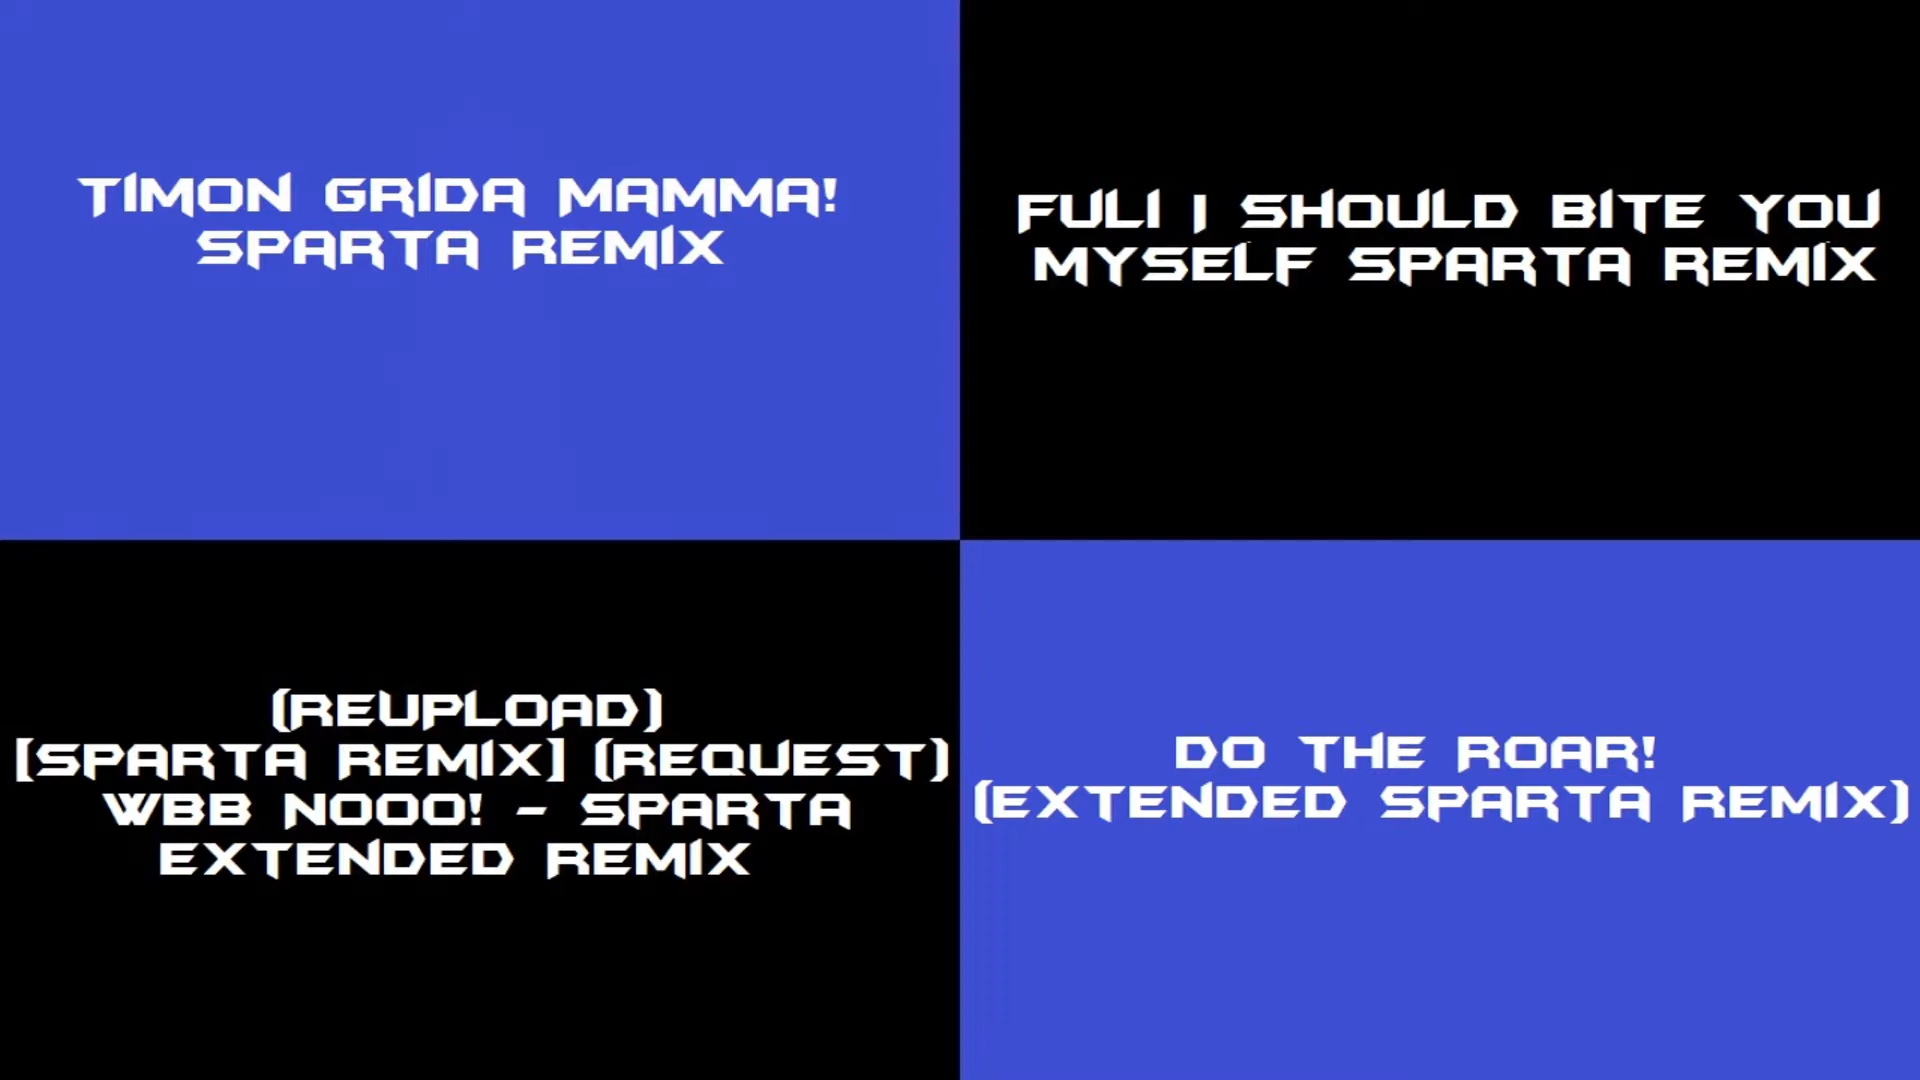 TIMON GRIDA MAMMA!
SPARTA REMIX
FULI I SHOULD BITE YOU
MYSELF SPARTA REMIX
(REUPLOAD)
[SPARTA REMIX] (REQUEST)
WBB NOOO! - SPARTA
EXTENDED REMIX
DO THE ROAR!
(EXTENDED SPARTA REMIX)